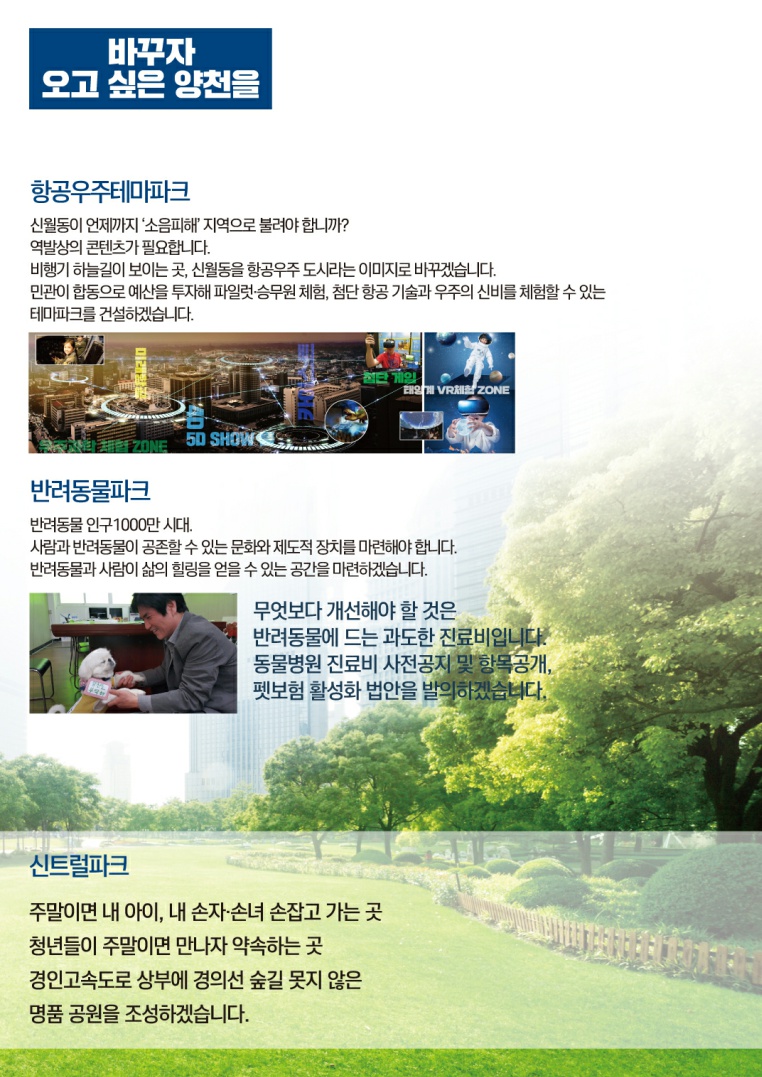 바꾸자
오고 싶은 양천을
항공우주테마파크
신월동이 언제까지 ‘소음피해’ 지역으로 불려야 합니까?
역발상의 콘텐츠가 필요합니다.
비행기 하늘길이 보이는 곳, 신월동을 항공우주 도시라는 이미지로 바꾸겠습니다.
민관이 합동으로 예산을 투자해 파일럿·승무원 체험, 첨단 항공 기술과 우주의 신비를 체험할 수 있는
테마파크를 건설하겠습니다.
첨단 게임
태양계 VR체험 ZONE
5D SHOW
체험 ZONE
반려동물파크
반려동물 인구1000만 시대.
사람과 반려동물이 공존할 수 있는 문화와 제도적 장치를 마련해야 합니다.
반려동물과 사람이 삶의 힐링을 얻을 수 있는 공간을 마련하겠습니다.
무엇보다 개선해야 할 것은
반려동물에 드는 과도한 진료비입니다.
동물병원 진료비 사전공지 및 항목공개,
펫보험 활성화 법안을 발의하겠습니다.
신트럴파크
주말이면 내 아이, 내 손자·손녀 손잡고 가는 곳
청년들이 주말이면 만나자 약속하는 곳
경인고속도로 상부에 경의선 숲길 못지 않은
명품 공원을 조성하겠습니다.